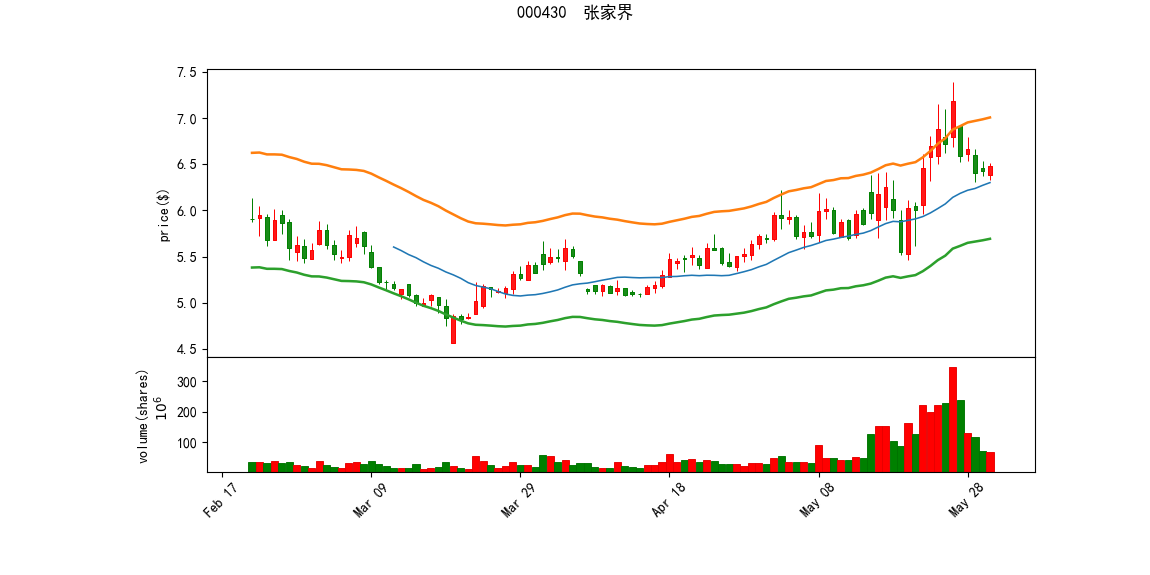 000430 张家界
7.5
7.0
6.5
6.0
5.5
5.0
4.5
price($)
300
200
100
volume(shares)
10^6
Feb 17
Mar 09
Mar 29
Apr 18
May 08
May 28